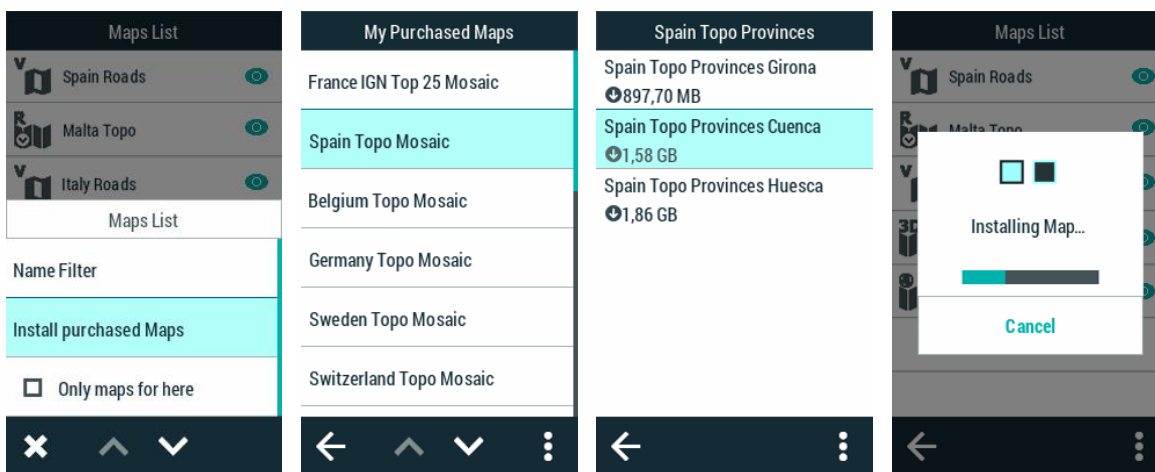 Maps List
V
Spain Roads
R
Malta Topo
V
Italy Roads
Maps List
Name Filter
Install purchased Maps
Only maps for here
My Purchased Maps
France IGN Top 25 Mosaic
Spain Topo Mosaic
Belgium Topo Mosaic
Germany Topo Mosaic
Sweden Topo Mosaic
Switzerland Topo Mosaic
Spain Topo Provinces
Spain Topo Provinces Girona
897,70 MB
Spain Topo Provinces Cuenca
1,58 GB
Spain Topo Provinces Huesca
1,86 GB
Maps List
V
Spain Roads
R
Malta Topo
V
3D
Installing Map...
Cancel